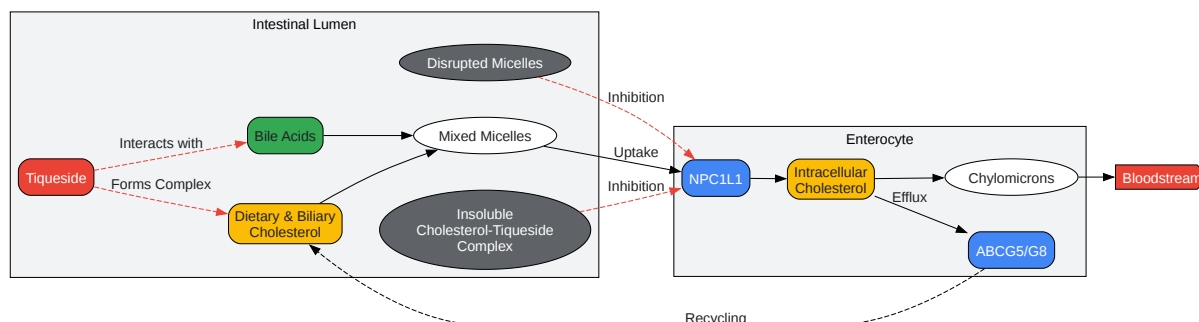 Intestinal Lumen
Disrupted Micelles
Inhibition
Interacts with
Bile Acids
Mixed Micelles
Enterocyte
Uptake
Tiqueside
Forms Complex
NPC1L1
Inhibition
Intracellular
Cholesterol
Chylomicrons
Bloodstream
Efflux
Dietary & Biliary
Cholesterol
Insoluble
Cholesterol-Tiqueside
Complex
ABCG5/G8
Recycling